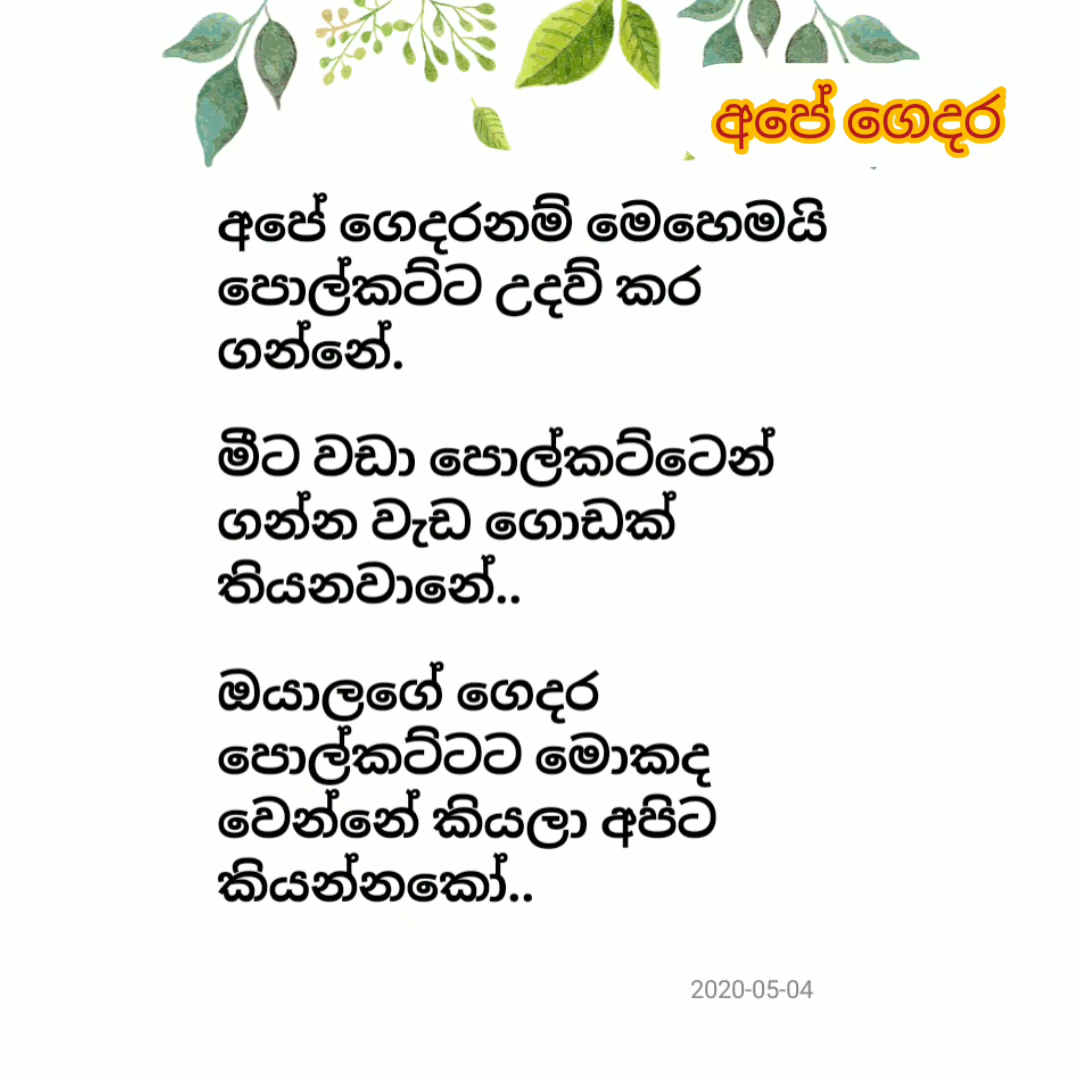 අපේ ගෙදර
අපේ ගෙදරනම් මෙහෙමයි
පොල්කට්ට උදව් කර
ගන්නේ.
මීට වඩා පොල්කට්ටෙන්
ගන්න වැඩ ගොඩක්
තියනවානේ..
ඔයාලගේ ගෙදර
පොල්කට්ටට මොකද
වෙන්නේ කියලා අපිට
කියන්නකෝ..
2020-05-04